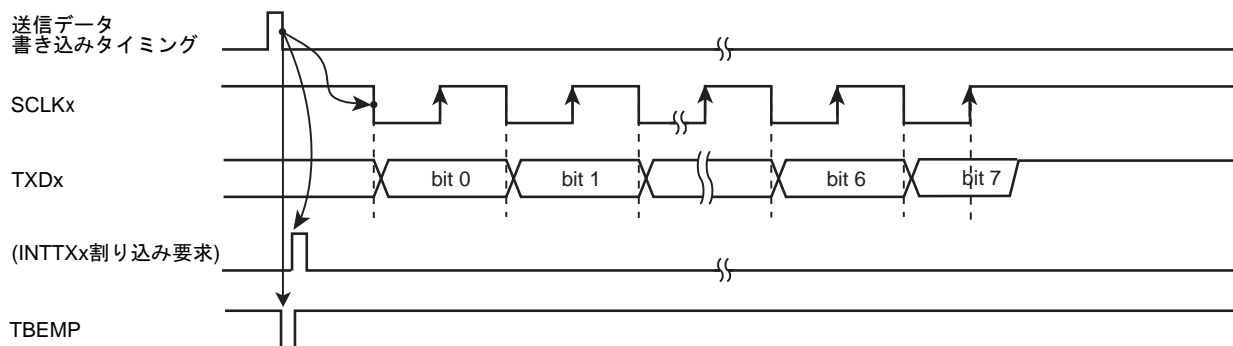 送信データ
書き込みタイミング
SCLKx
TXDx
bit 0
bit 1
bit 6
bit 7
(INTTXx割り込み要求)
TBEMP